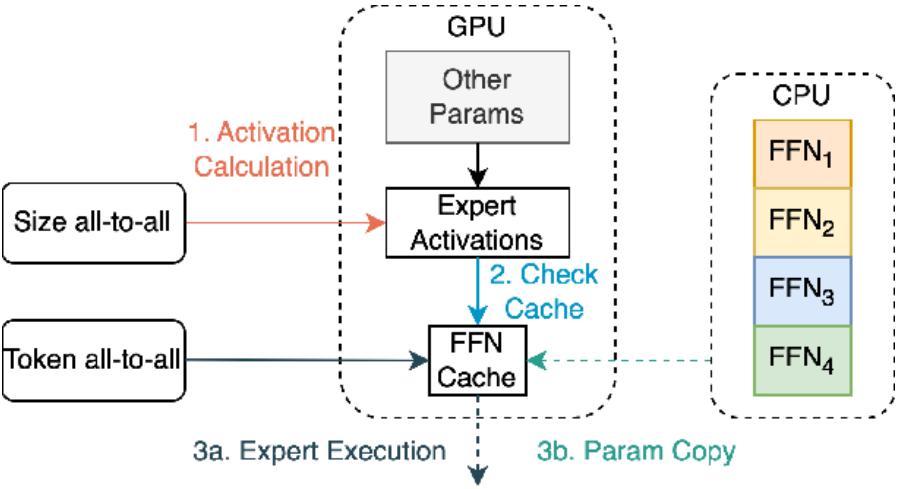 GPU
Other
Params
CPU
FFN1
FFN2
FFN3
FFN4
1. Activation
Calculation
Size all-to-all
Expert
Activations
2. Check
Cache
Token all-to-all
FFN
Cache
3a. Expert Execution
3b. Param Copy